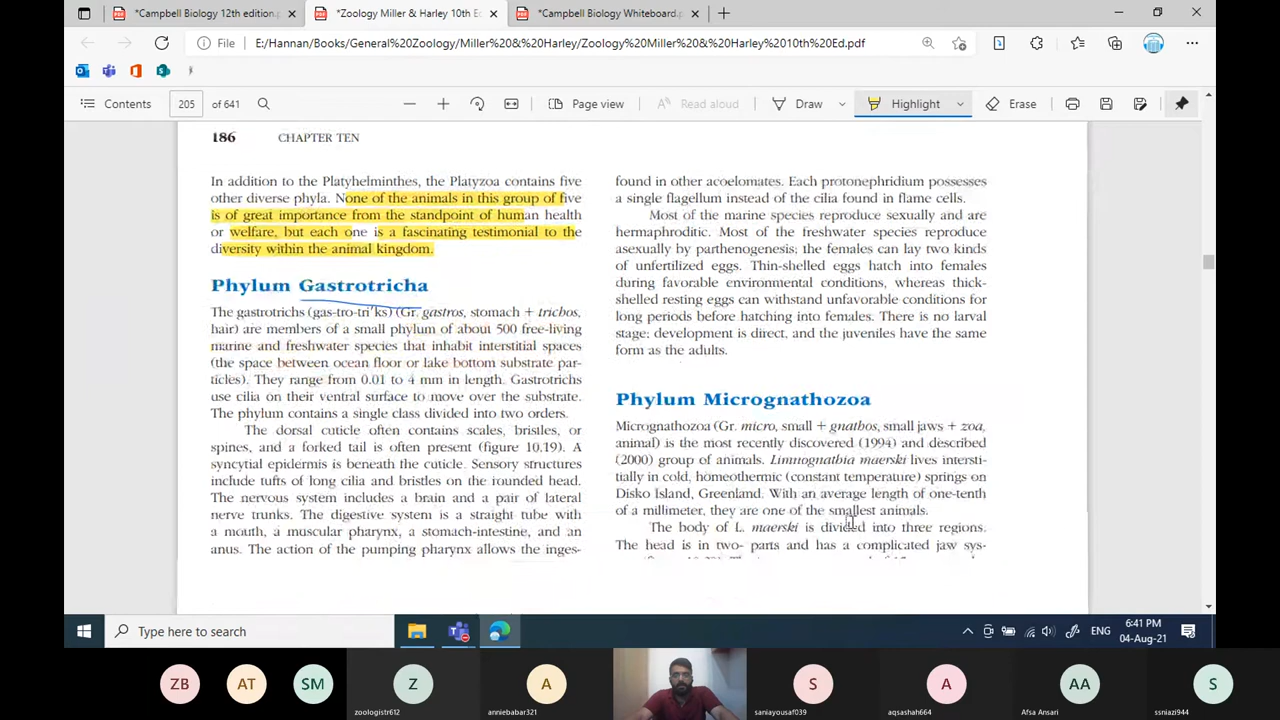 *Campbell Biology 12th edition.p
*Zoology Miller & Harley 10th Ed
*Campbell Biology Whiteboard.p
File
E:/Hannan/Books/General%20Zoology/Miller%20&%20Harley/Zoology%20Miller%20&%20Harley%2010th%20Ed.pdf
Contents
205
of 641
Page view
Read aloud
Draw
Highlight
Erase
186
CHAPTER TEN
In addition to the Platyhelminthes, the Platyzoa contains five
other diverse phyla. None of the animals in this group of five
is of great importance from the standpoint of human health
or welfare, but each one is a fascinating testimonial to the
diversity within the animal kingdom.
Phylum Gastrotricha
The gastrotrichs (gas-tro-tri′ks) (Gr. gastros, stomach + trichos,
hair) are members of a small phylum of about 500 free-living
marine and freshwater species that inhabit interstitial spaces
(the space between ocean floor or lake bottom substrate par-
ticles). They range from 0.01 to 4 mm in length. Gastrotrichs
use cilia on their ventral surface to move over the substrate.
The phylum contains a single class divided into two orders.
The dorsal cuticle often contains scales, bristles, or
spines, and a forked tail is often present (figure 10.19). A
syncytial epidermis is beneath the cuticle. Sensory structures
include tufts of long cilia and bristles on the rounded head.
The nervous system includes a brain and a pair of lateral
nerve trunks. The digestive system is a straight tube with
a mouth, a muscular pharynx, a stomach-intestine, and an
anus. The action of the pumping pharynx allows the inges-
found in other acoelomates. Each protonephridium possesses
a single flagellum instead of the cilia found in flame cells.
Most of the marine species reproduce sexually and are
hermaphroditic. Most of the freshwater species reproduce
asexually by parthenogenesis; the females can lay two kinds
of unfertilized eggs. Thin-shelled eggs hatch into females
during favorable environmental conditions, whereas thick-
shelled resting eggs can withstand unfavorable conditions for
long periods before hatching into females. There is no larval
stage; development is direct, and the juveniles have the same
form as the adults.
Phylum Micrognathozoa
Micrognathozoa (Gr. micro, small + gnathos, small jaws + zoa,
animal) is the most recently discovered (1994) and described
(2000) group of animals. Limnognathia maerski lives intersti-
tially in cold, homeothermic (constant temperature) springs on
Disko Island, Greenland. With an average length of one-tenth
of a millimeter, they are one of the smallest animals.
The body of L. maerski is divided into three regions.
The head is in two- parts and has a complicated jaw sys-
Type here to search
ENG
6:41 PM
04-Aug-21
ZB
AT
SM
Z
zoologistr612
A
anniebabar321
S
saniayousaf039
A
aqsashah664
AA
Afsa Ansari
S
ssniazi944